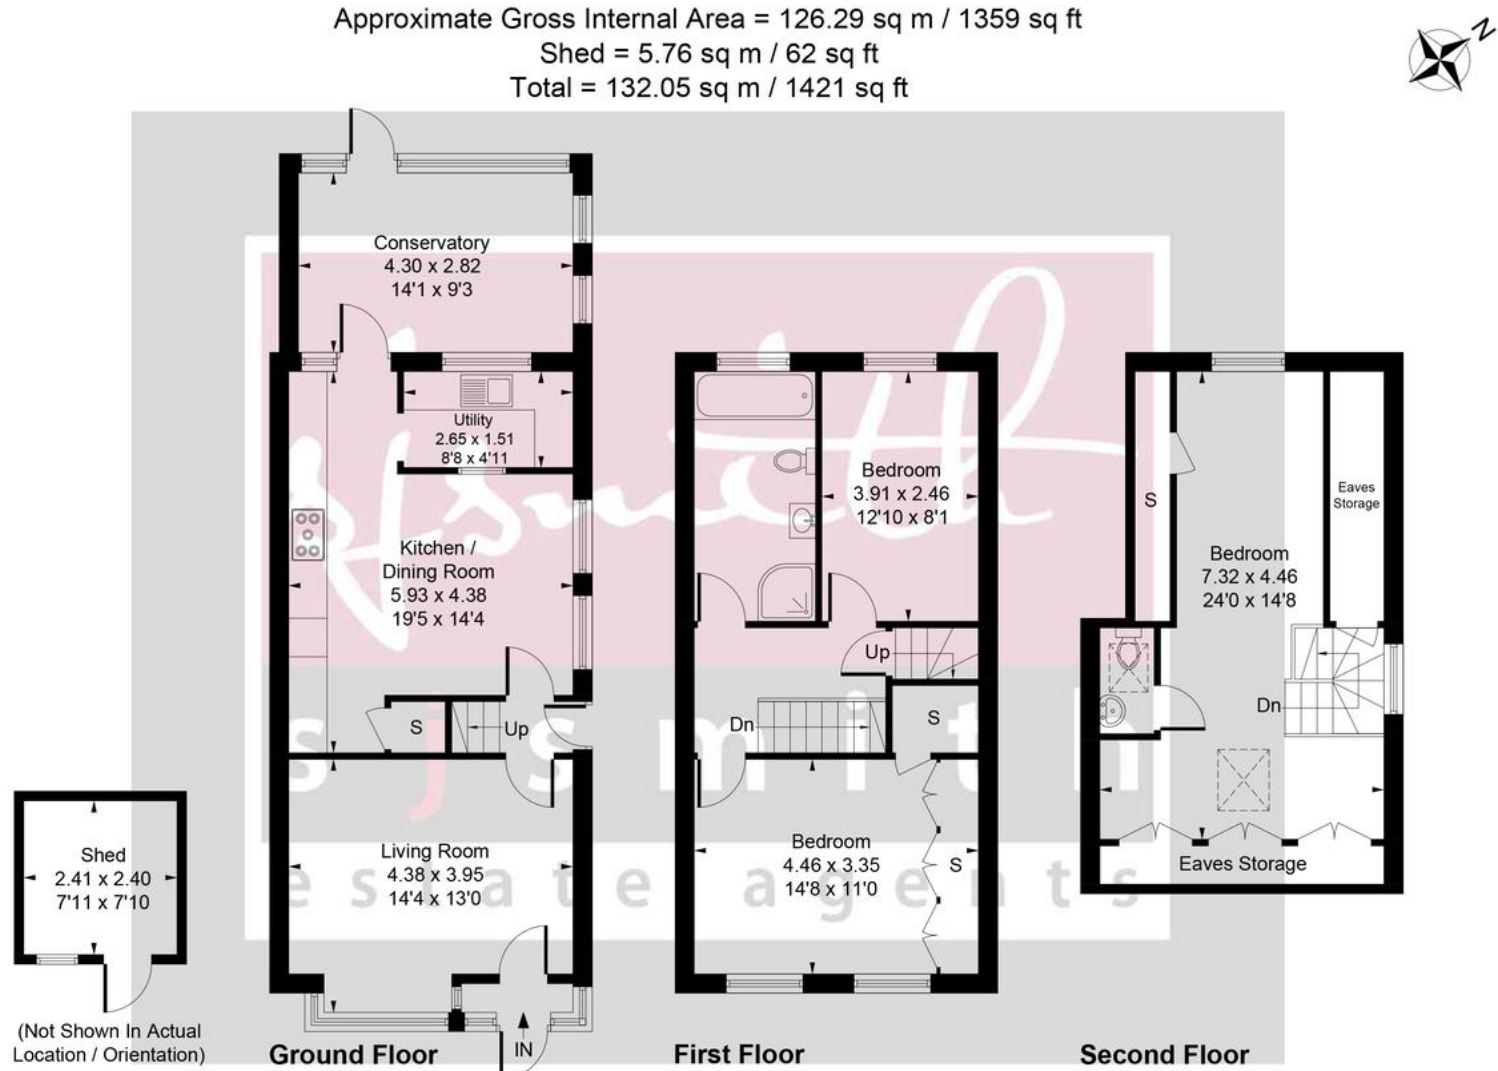 Approximate Gross Internal Area = 126.29 sq m / 1359 sq ft
Shed = 5.76 sq m / 62 sq ft
Total = 132.05 sq m / 1421 sq ft
N
Conservatory
4.30 x 2.82
14'1 x 9'3
Utility
2.65 x 1.51
8'8 x 4'11
Kitchen /
Dining Room
5.93 x 4.38
19'5 x 14'4
S
Up
Living Room
4.38 x 3.95
14'4 x 13'0
IN
Ground Floor
Shed
2.41 x 2.40
7'11 x 7'10
(Not Shown In Actual
Location / Orientation)
Bedroom
3.91 x 2.46
12'10 x 8'1
Up
Dn
S
Bedroom
4.46 x 3.35
14'8 x 11'0
S
First Floor
S
Eaves
Storage
Bedroom
7.32 x 4.46
24'0 x 14'8
Dn
Eaves Storage
Second Floor
sjsmith
sjsmith
estate agents